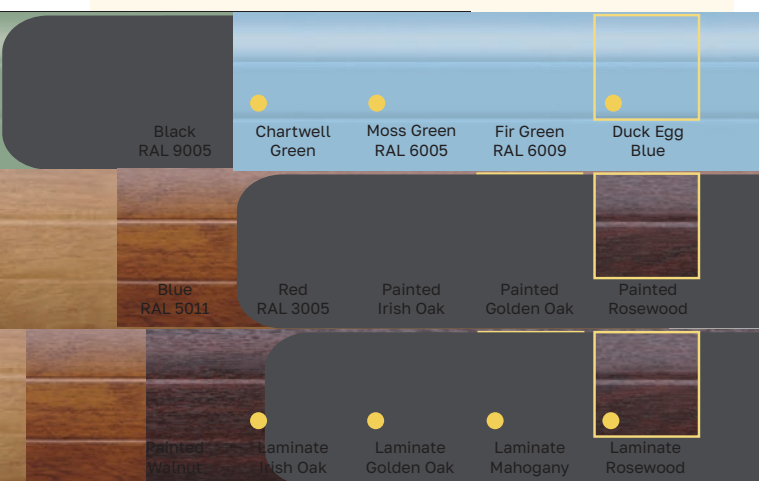 Black
RAL 9005
Chartwell
Green
Moss Green
RAL 6005
Fir Green
RAL 6009
Duck Egg
Blue
Blue
RAL 5011
Red
RAL 3005
Painted
Irish Oak
Painted
Golden Oak
Painted
Rosewood
Painted
Walnut
Laminate
Irish Oak
Laminate
Golden Oak
Laminate
Mahogany
Laminate
Rosewood